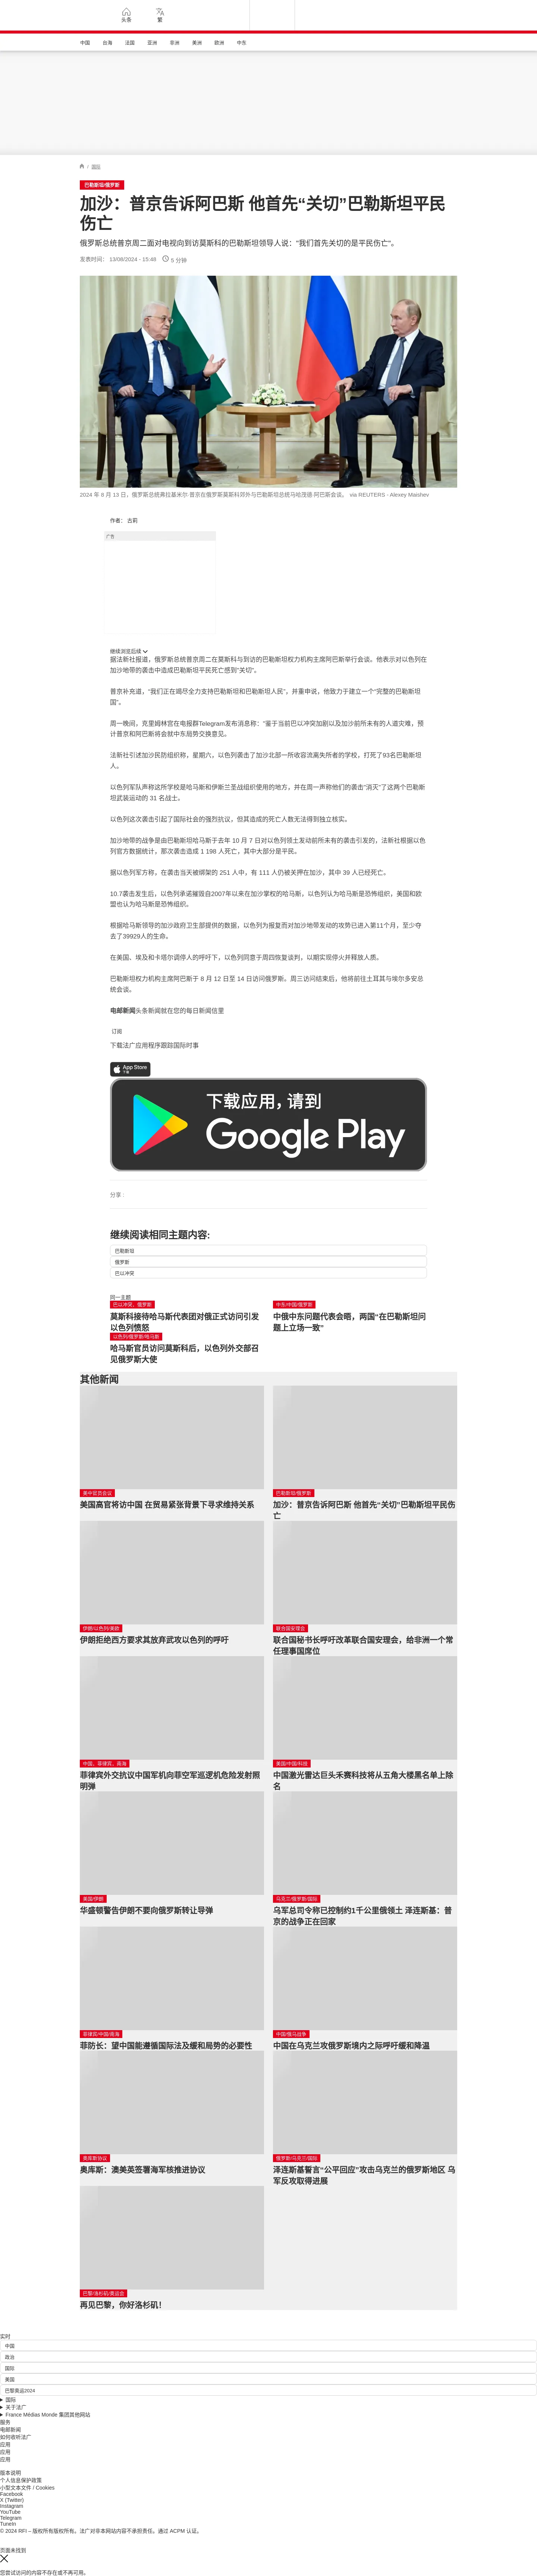 头条
繁
中国
台海
法国
亚洲
非洲
美洲
欧洲
中东
/ 国际
巴勒斯坦/俄罗斯
加沙：普京告诉阿巴斯 他首先“关切”巴勒斯坦平民
伤亡
俄罗斯总统普京周二面对电视向到访莫斯科的巴勒斯坦领导人说："我们首先关切的是平民伤亡"。
发表时间： 13/08/2024 - 15:48 5 分钟
2024 年 8 月 13 日，俄罗斯总统弗拉基米尔·普京在俄罗斯莫斯科郊外与巴勒斯坦总统马哈茂德·阿巴斯会谈。 via REUTERS - Alexey Maishev
作者： 古莉
广告
继续浏览后续
据法新社报道，俄罗斯总统普京周二在莫斯科与到访的巴勒斯坦权力机构主席阿巴斯举行会谈。他表示对以色列在
加沙地带的袭击中造成巴勒斯坦平民死亡感到"关切"。
普京补充道，"我们正在竭尽全力支持巴勒斯坦和巴勒斯坦人民"，并重申说，他致力于建立一个"完整的巴勒斯坦
国"。
周一晚间，克里姆林宫在电报群Telegram发布消息称："鉴于当前巴以冲突加剧以及加沙前所未有的人道灾难，预
计普京和阿巴斯将会就中东局势交换意见。
法新社引述加沙民防组织称，星期六，以色列袭击了加沙北部一所收容流离失所者的学校，打死了93名巴勒斯坦
人。
以色列军队声称这所学校是哈马斯和伊斯兰圣战组织使用的地方，并在周一声称他们的袭击"消灭"了这两个巴勒斯
坦武装运动的 31 名战士。
以色列这次袭击引起了国际社会的强烈抗议，但其造成的死亡人数无法得到独立核实。
加沙地带的战争是由巴勒斯坦哈马斯于去年 10 月 7 日对以色列领土发动前所未有的袭击引发的，法新社根据以色
列官方数据统计，那次袭击造成 1 198 人死亡，其中大部分是平民。
据以色列军方称，在袭击当天被绑架的 251 人中，有 111 人仍被关押在加沙，其中 39 人已经死亡。
10.7袭击发生后，以色列承诺摧毁自2007年以来在加沙掌权的哈马斯，以色列认为哈马斯是恐怖组织，美国和欧
盟也认为哈马斯是恐怖组织。
根据哈马斯领导的加沙政府卫生部提供的数据，以色列为报复而对加沙地带发动的攻势已进入第11个月，至少夺
去了39929人的生命。
在美国、埃及和卡塔尔调停人的呼吁下，以色列同意于周四恢复谈判，以期实现停火并释放人质。
巴勒斯坦权力机构主席阿巴斯于 8 月 12 日至 14 日访问俄罗斯。周三访问结束后，他将前往土耳其与埃尔多安总
统会谈。
电邮新闻头条新闻就在您的每日新闻信里
订阅
下载法广应用程序跟踪国际时事
App Store
下载
下载应用，请到
Google Play
分享 :
继续阅读相同主题内容:
巴勒斯坦
俄罗斯
巴以冲突
同一主题
巴以冲突、俄罗斯
莫斯科接待哈马斯代表团对俄正式访问引发
以色列愤怒
中东/中国/俄罗斯
中俄中东问题代表会晤，两国“在巴勒斯坦问
题上立场一致”
以色列/俄罗斯/哈马斯
哈马斯官员访问莫斯科后，以色列外交部召
见俄罗斯大使
其他新闻
美中官员会议
美国高官将访中国 在贸易紧张背景下寻求维持关系
巴勒斯坦/俄罗斯
加沙：普京告诉阿巴斯 他首先“关切”巴勒斯坦平民伤
亡
伊朗/以色列/美欧
伊朗拒绝西方要求其放弃武攻以色列的呼吁
联合国安理会
联合国秘书长呼吁改革联合国安理会，给非洲一个常
任理事国席位
中国、菲律宾、南海
菲律宾外交抗议中国军机向菲空军巡逻机危险发射照
明弹
美国/中国/科技
中国激光雷达巨头禾赛科技将从五角大楼黑名单上除
名
美国/伊朗
华盛顿警告伊朗不要向俄罗斯转让导弹
乌克兰/俄罗斯/国际
乌军总司令称已控制约1千公里俄领土 泽连斯基：普
京的战争正在回家
菲律宾/中国/南海
菲防长：望中国能遵循国际法及缓和局势的必要性
中国/俄乌战争
中国在乌克兰攻俄罗斯境内之际呼吁缓和降温
奥库斯协议
奥库斯：澳美英签署海军核推进协议
俄罗斯/乌克兰/国际
泽连斯基誓言“公平回应”攻击乌克兰的俄罗斯地区 乌
军反攻取得进展
巴黎/洛杉矶/奥运会
再见巴黎，你好洛杉矶！
实时
中国
政治
国际
美国
巴黎奥运2024
国际
关于法广
France Médias Monde 集团其他网站
服务
电邮新闻
如何收听法广
应用
应用
应用
版本说明
个人信息保护政策
小型文本文件 / Cookies
Facebook
X (Twitter)
Instagram
YouTube
Telegram
TuneIn
© 2024 RFI – 版权所有版权所有。法广对非本网站内容不承担责任。通过 ACPM 认证。
页面未找到
您尝试访问的内容不存在或不再可用。